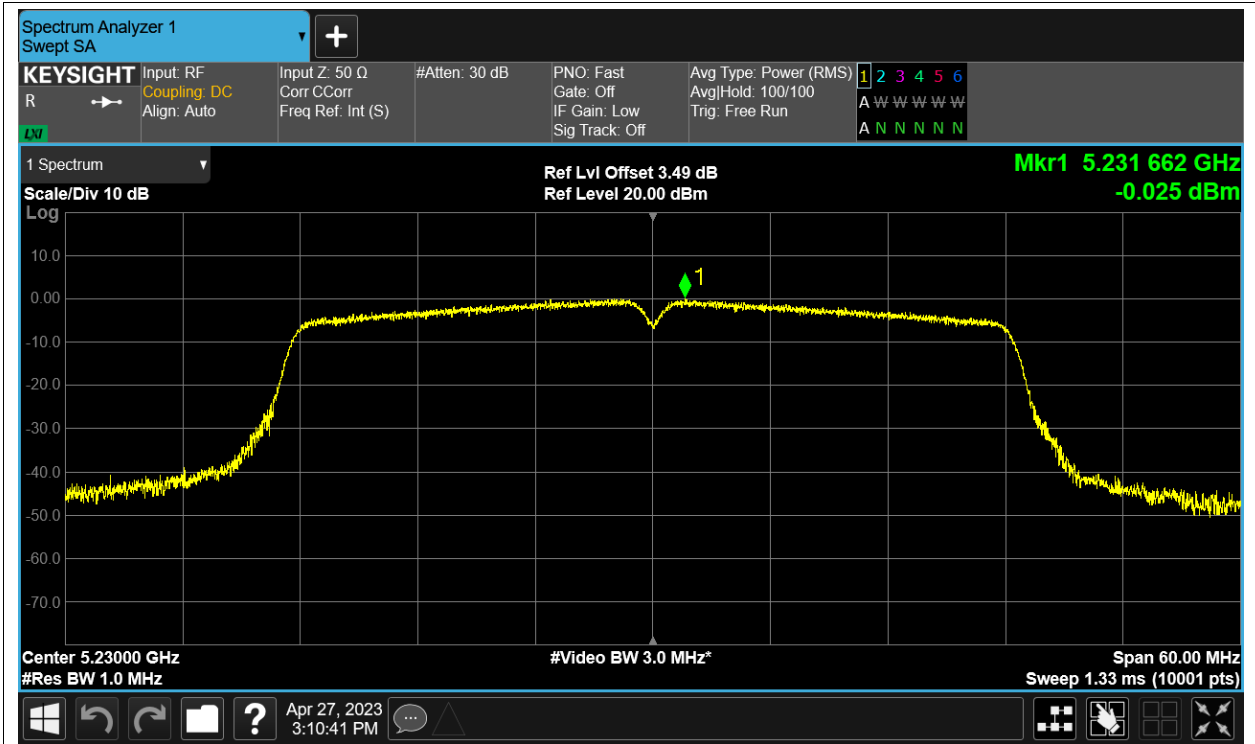 Spectrum Analyzer 1
Swept SA
KEYSIGHT
R
LXI
Input: RF
Coupling: DC
Align: Auto
Input Z: 50 Ω
Corr CCorr
Freq Ref: Int (S)
#Atten: 30 dB
PNO: Fast
Gate: Off
IF Gain: Low
Sig Track: Off
Avg Type: Power (RMS)
Avg|Hold: 100/100
Trig: Free Run
1 2 3 4 5 6
A W W W W W
A N N N N N
1 Spectrum
Scale/Div 10 dB
Ref Lvl Offset 3.49 dB
Ref Level 20.00 dBm
Mkr1 5.231 662 GHz
-0.025 dBm
Log
1
10.0
0.00
-10.0
-20.0
-30.0
-40.0
-50.0
-60.0
-70.0
Center 5.23000 GHz
#Res BW 1.0 MHz
#Video BW 3.0 MHz*
Span 60.00 MHz
Sweep 1.33 ms (10001 pts)
?
Apr 27, 2023
3:10:41 PM